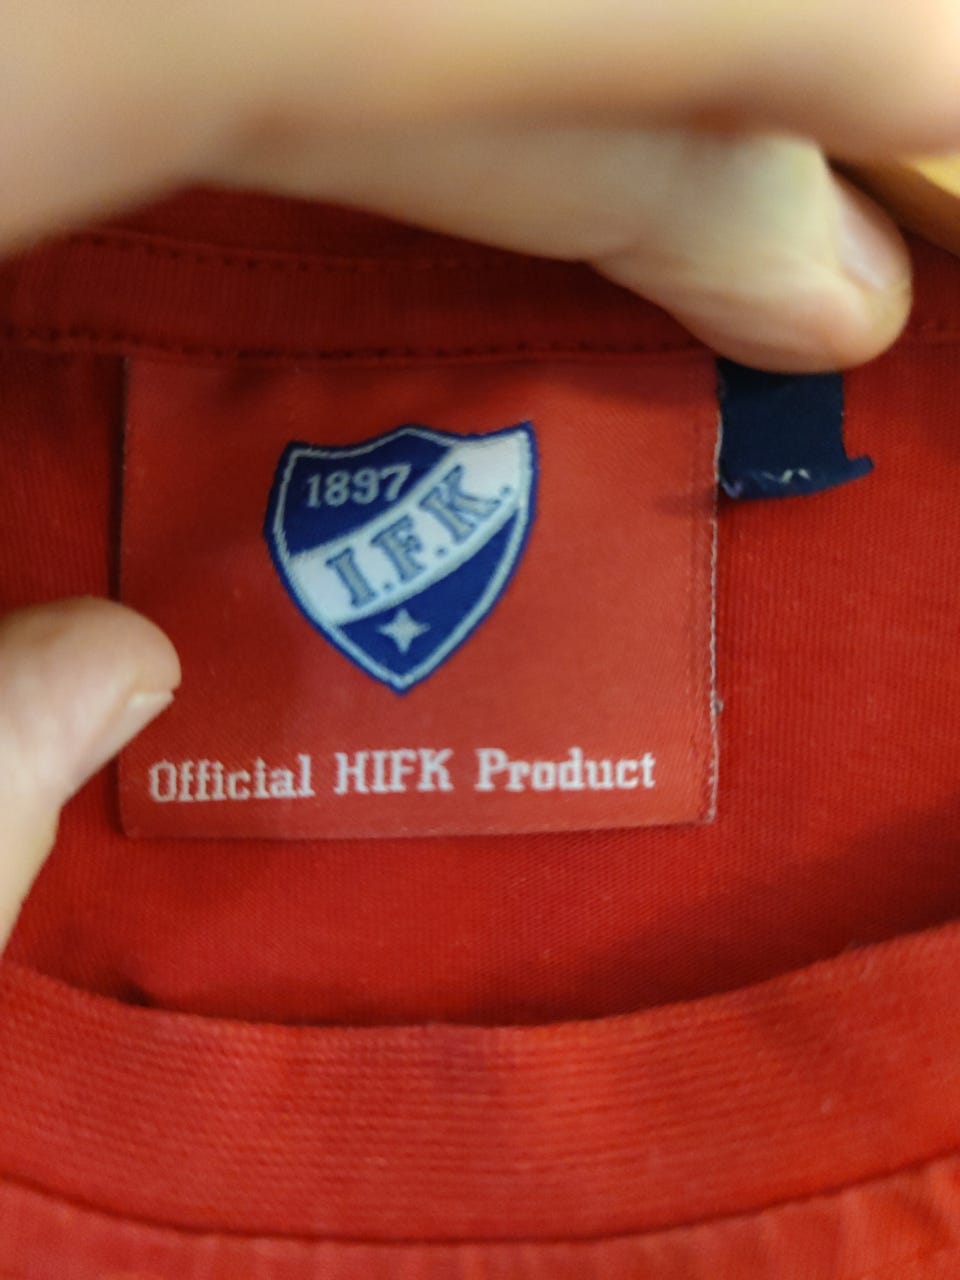 1897
I.F.K.
Official HIFK Product